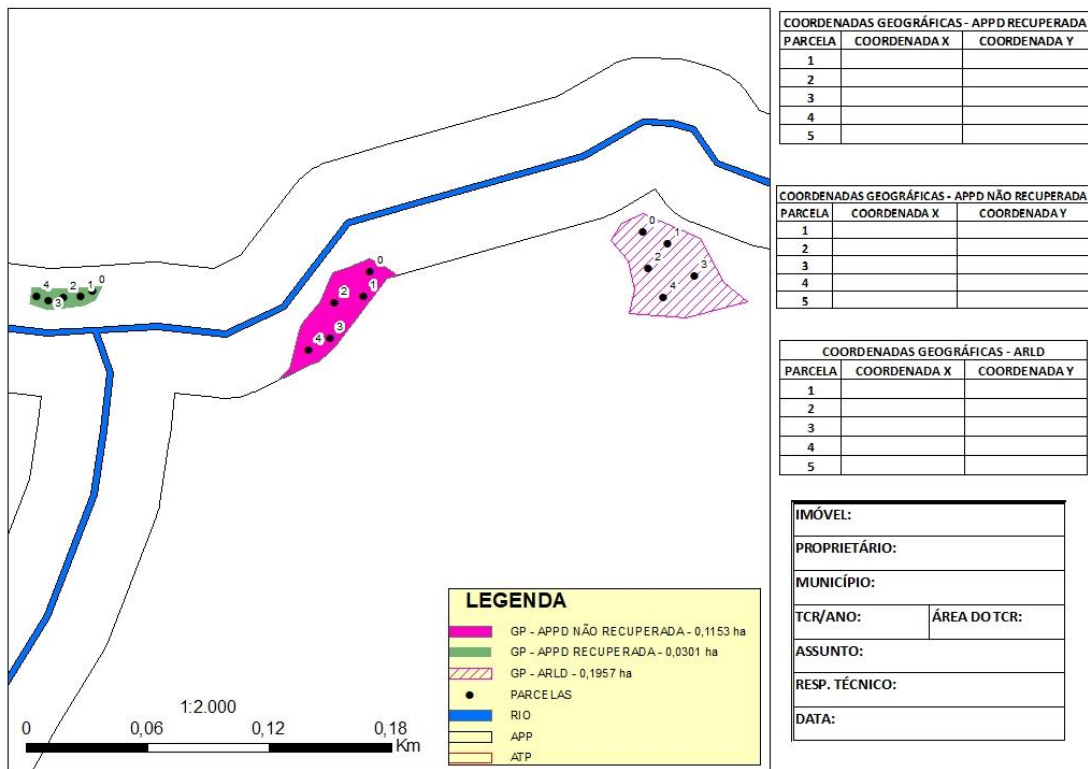 COORDENADAS GEOGRÁFICAS - APPD RECUPERADA
PARCELA COORDENADA X COORDENADA Y
1
2
3
4
5
COORDENADAS GEOGRÁFICAS - APPD NÃO RECUPERADA
PARCELA COORDENADA X COORDENADA Y
1
2
3
4
5
COORDENADAS GEOGRÁFICAS - ARLD
PARCELA COORDENADA X COORDENADA Y
1
2
3
4
5
IMÓVEL:
PROPRIETÁRIO:
MUNICÍPIO:
TCR/ANO: ÁREA DO TCR:
ASSUNTO:
RESP. TÉCNICO:
DATA:
0
1
2
3
4
0
1
2
3
4
4 2 1 0
3
LEGENDA
GP - APPD NÃO RECUPERADA - 0,1153 ha
GP - APPD RECUPERADA - 0,0301 ha
GP - ARLD - 0,1957 ha
PARCELAS
RIO
APP
ATP
1:2.000
0 0,06 0,12 0,18
Km